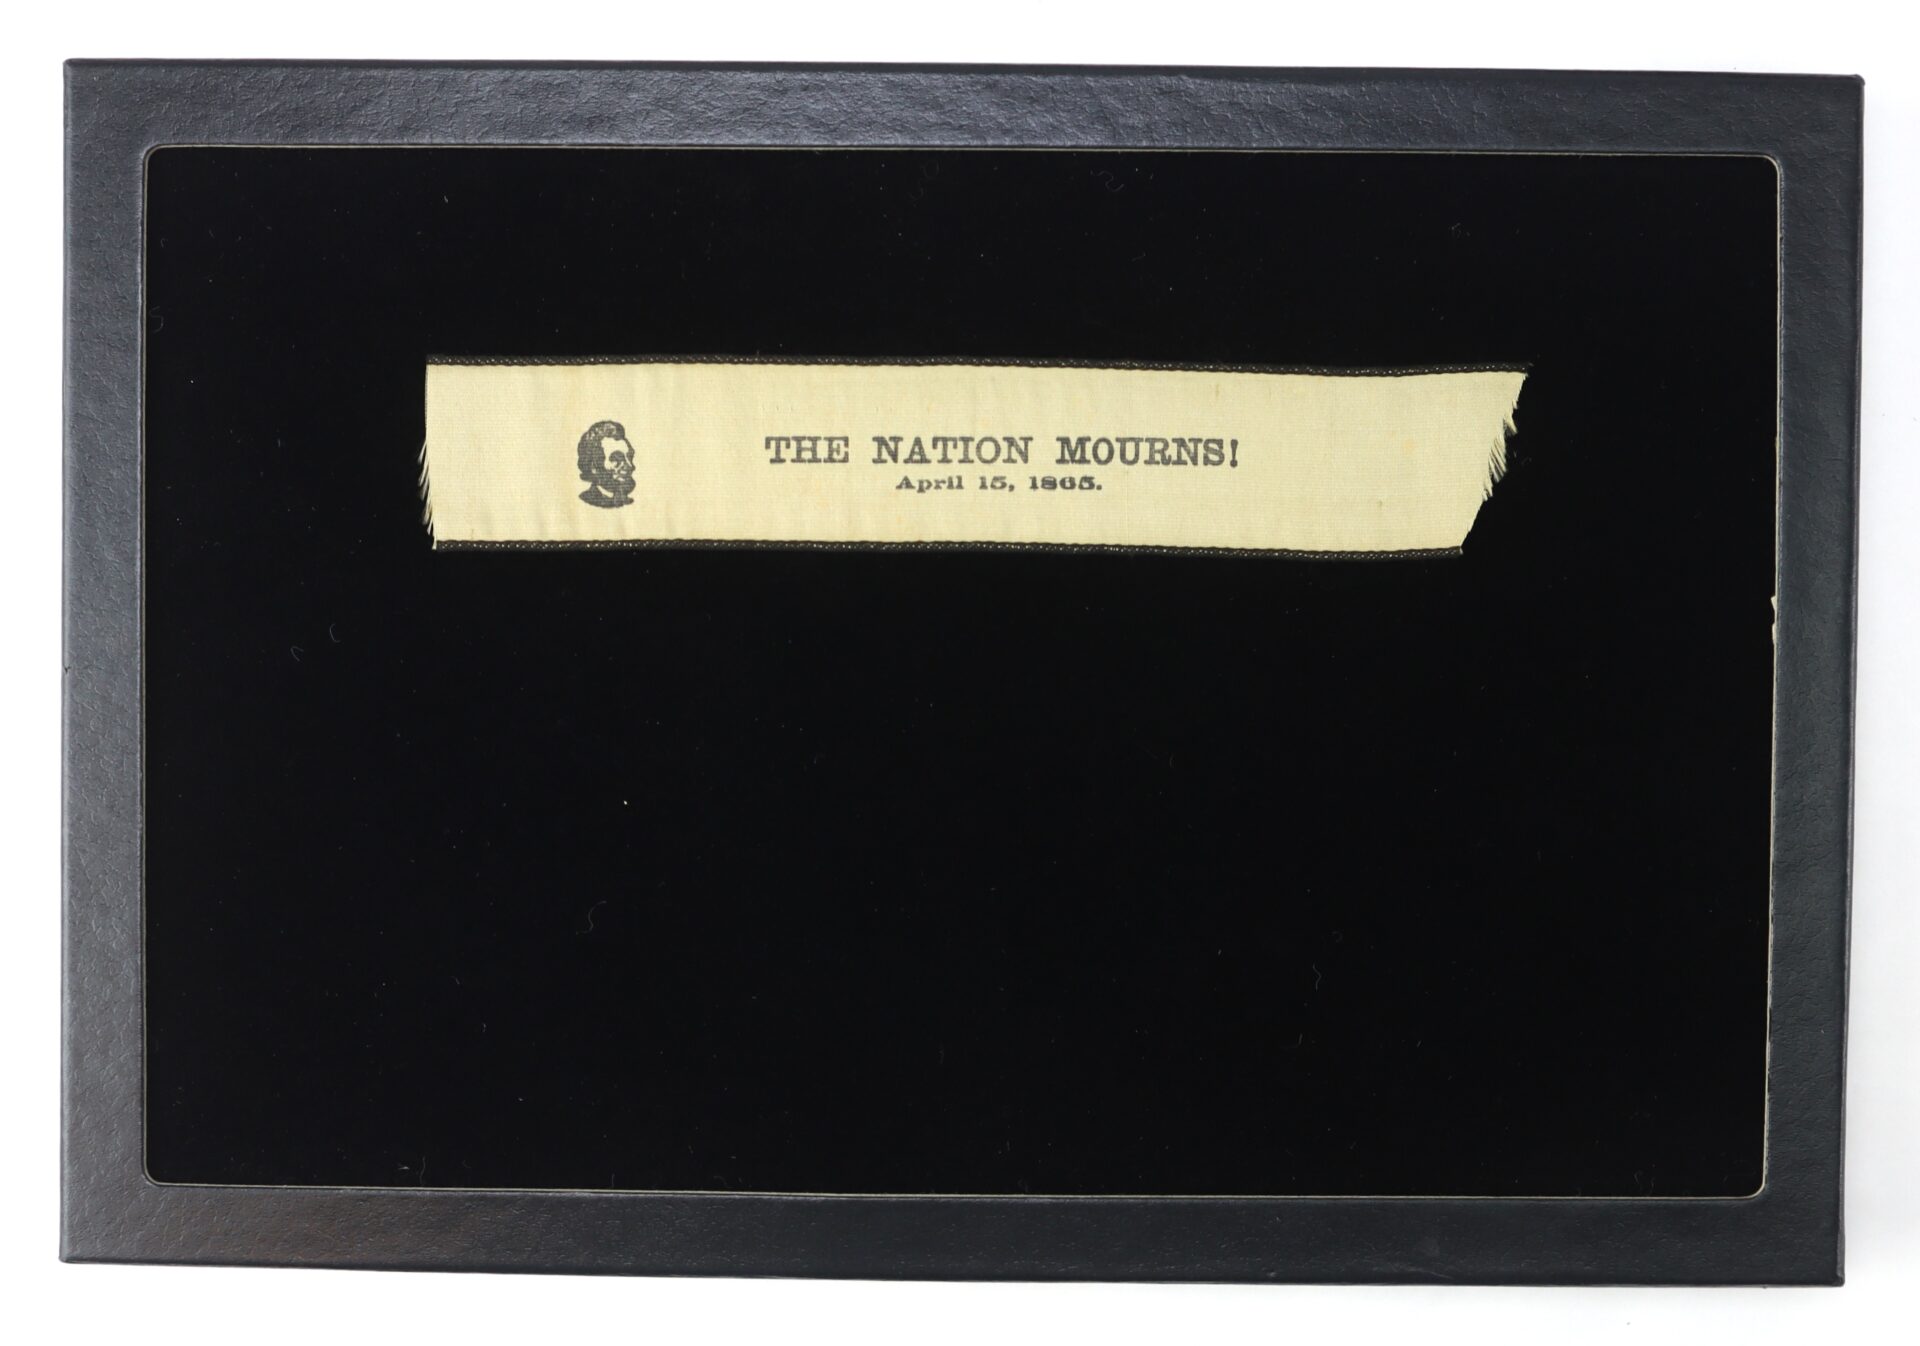 THE NATION MOURNS!
April 15, 1865.